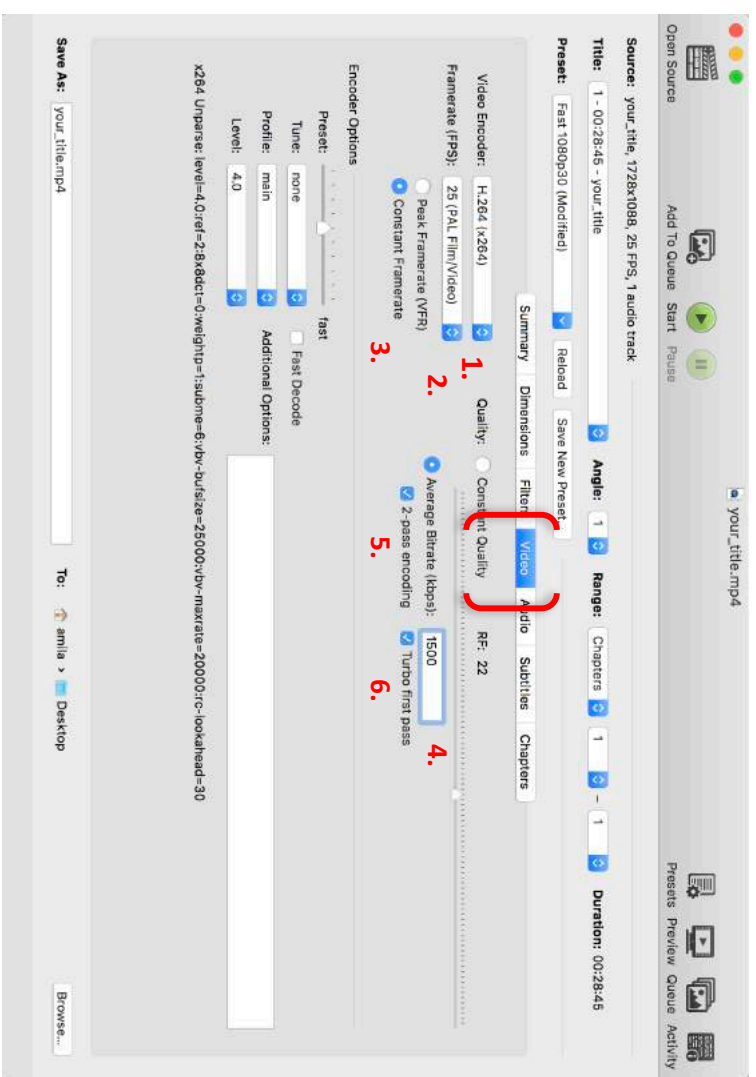 your_title.mp4
Open Source Add To Queue Start Pause Presets Preview Queue Activity
Source: your_title, 1728x1088, 25 FPS, 1 audio track
Title: 1 - 00:28:45 - your_title Angle: 1 Range: Chapters 1 - 1 Duration: 00:28:45
Preset: Fast 1080p30 (Modified) Reload Save New Preset...
Summary Dimensions Filters Video Audio Subtitles Chapters
Video Encoder: H.264 (x264) 1. Quality: Constant Quality RF: 22
Framerate (FPS): 25 (PAL Film/Video) 2. 4.
Peak Framerate (VFR) Average Bitrate (kbps): 1500
Constant Framerate 3. 2-pass encoding 5. Turbo first pass 6.
Encoder Options
Preset: fast
Tune: none Fast Decode
Profile: main Additional Options:
Level: 4.0
x264 Unparse: level=4.0:ref=2:8x8dct=0:weightp=1:subme=6:vbv-bufsize=25000:vbv-maxrate=20000:rc-lookahead=30
Save As: your_title.mp4 To: amila › Desktop Browse...